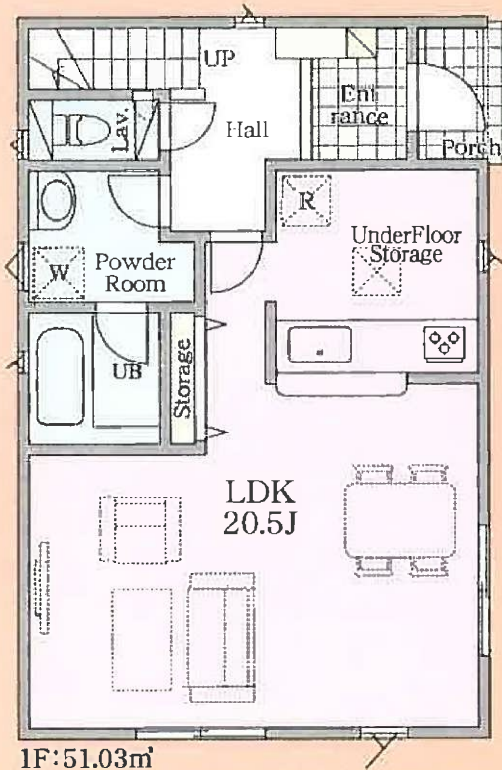 UP
Lav.
Hall
Ent
rance
Porch
R
UnderFloor
Storage
W
Powder
Room
UB
Storage
LDK
20.5J
1F:51.03㎡